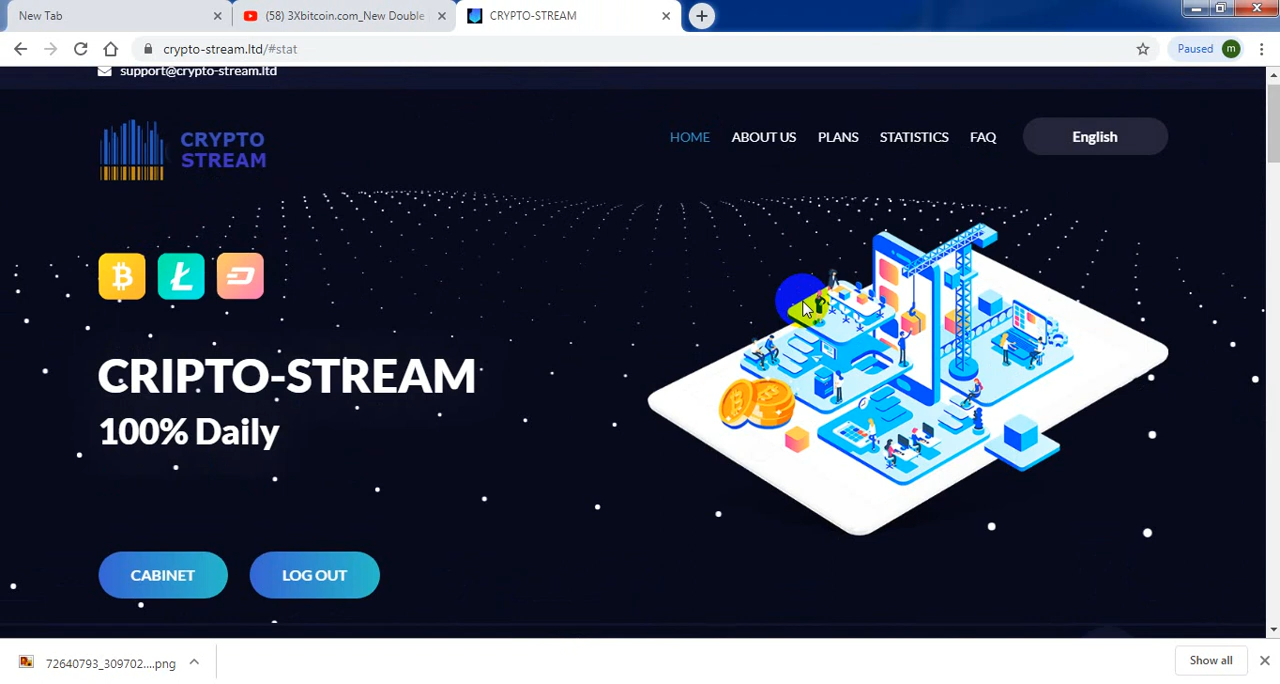 New Tab
(58) 3Xbitcoin.com_New Double
CRYPTO-STREAM
crypto-stream.ltd/#stat
Paused
m
support@crypto-stream.ltd
CRYPTO
STREAM
HOME
ABOUT US
PLANS
STATISTICS
FAQ
English
CRIPTO-STREAM
100% Daily
CABINET
LOG OUT
72640793_309702....png
Show all